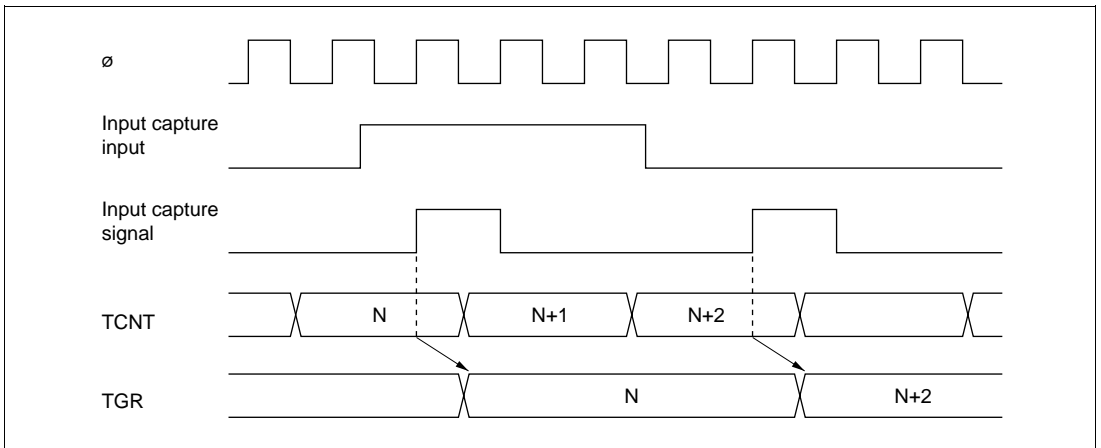 ø
Input capture
input
Input capture
signal
TCNT
N
N+1
N+2
TGR
N
N+2